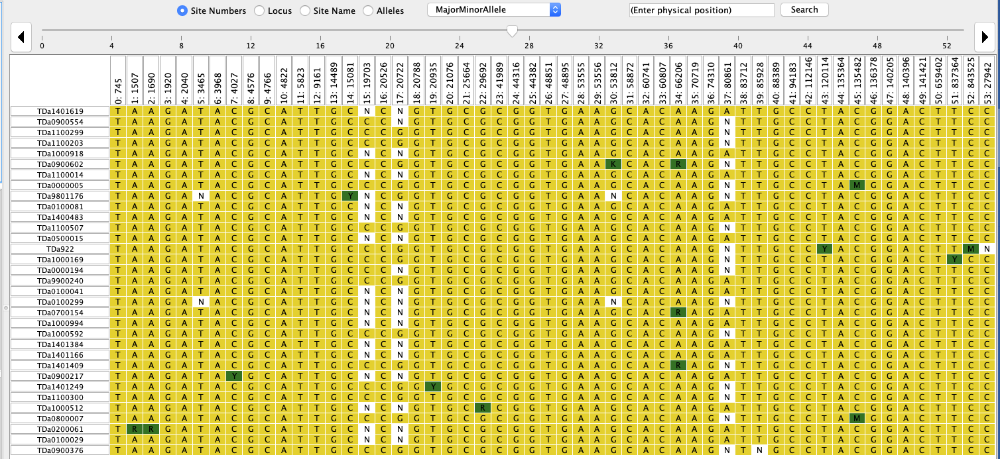 Site Numbers Locus Site Name Alleles MajorMinorAllele (Enter physical position) Search
0 4 8 12 16 20 24 28 32 36 40 44 48 52
0: 745 1: 1507 2: 1690 3: 1920 4: 2040 5: 3465 6: 3968 7: 4027 8: 4576 9: 4766 10: 4822 11: 5823 12: 9161 13: 14489 14: 15081 15: 19703 16: 20526 17: 20722 18: 20788 19: 20935 20: 21076 21: 25664 22: 29692 23: 41989 24: 44316 25: 44382 26: 48851 27: 48895 28: 53555 29: 53556 30: 53812 31: 58872 32: 60741 33: 60807 34: 66206 35: 70719 36: 74310 37: 80861 38: 83712 39: 85928 40: 88389 41: 94183 42: 112146 43: 120114 44: 135364 45: 135482 46: 136378 47: 140205 48: 140396 49: 141421 50: 659402 51: 837364 52: 843525 53: 27942
TDa1401619 T A A G A T A C G C A T T G C N C N G T G C G C G G T G A A G C A C A A G A T T G C C T A C G G A C T T C C
TDa0900554 T A A G A T A C G C A T T G C C C N G T G C G C G G T G A A G C A C A A G N T T G C C T A C G G A C T T C C
TDa1100299 T A A G A T A C G C A T T G C C C G G T G C G C G G T G A A G C A C A A G N T T G C C T A C G G A C T T C C
TDa1100203 T A A G A T A C G C A T T G C C C G G T G C G C G G T G A A G C A C A A G N T T G C C T A C G G A C T T C C
TDa1000918 T A A G A T A C G C A T T G C N C N G T G C G C G G T G A A G C A C A A G A T T G C C T A C G G A C T T C C
TDa0900602 T A A G A T A C G C A T T G C C C G G T G C G C G G T G A A K C A C R A G N T T G C C T A C G G A C T T C C
TDa1100014 T A A G A T A C G C A T T G C N C N G T G C G C G G T G A A G C A C A A G A T T G C C T A C G G A C T T C C
TDa0000005 T A A G A T A C G C A T T G C C C G G T G C G C G G T G A A G C A C A A G N T T G C C T A M G G A C T T C C
TDa9801176 T A A G A N A C G C A T T G Y N C G G T G C G C G G T G A A N C A C A A G N T T G C C T A C G G A C T T C C
TDa0100081 T A A G A T A C G C A T T G C N C N G T G C G C G G T G A A G C A C A A G A T T G C C T A C G G A C T T C C
TDa1400483 T A A G A T A C G C A T T G C N C N G T G C G C G G T G A A G C A C A A G A T T G C C T A C G G A C T T C C
TDa1100507 T A A G A T A C G C A T T G C C C G G T G C G C G G T G A A G C A C A A G N T T G C C T A C G G A C T T C C
TDa0500015 T A A G A T A C G C A T T G C N C N G T G C G C G G T G A A G C A C A A G A T T G C C T A C G G A C T T C C
TDa922 T A A G A T A C G C A T T G C C C G G T G C G C G G T G A A G C A C A A G N T T G C C Y A C G G A C T T M N
TDa1000169 T A A G A T A C G C A T T G C C C G G T G C G C G G T G A A G C A C A A G N T T G C C T A C G G A C T Y C C
TDa0000194 T A A G A T A C G C A T T G C C C N G T G C G C G G T G A A G C A C A A G N T T G C C T A C G G A C T T C C
TDa9900240 T A A G A T A C G C A T T G C C C G G T G C G C G G T G A A G C A C A A G A T T G C C T A C G G A C T T C C
TDa0100041 T A A G A T A C G C A T T G C N C N G T G C G C G G T G A A G C A C A A G A T T G C C T A C G G A C T T C C
TDa0100299 T A A G A N A C G C A T T G C N C N G T G C G C G G T G A A N C A C A A G N T T G C C T A C G G A C T T C C
TDa0700154 T A A G A T A C G C A T T G C N C N G T G C G C G G T G A A G C A C R A G A T T G C C T A C G G A C T T C C
TDa1000994 T A A G A T A C G C A T T G C N C N G T G C G C G G T G A A G C A C A A G A T T G C C T A C G G A C T T C C
TDa1000592 T A A G A T A C G C A T T G C C C G G T G C G C G G T G A A G C A C A A G N T T G C C T A C G G A C T T C C
TDa1401384 T A A G A T A C G C A T T G C N C N G T G C G C G G T G A A G C A C A A G A T T G C C T A C G G A C T T C C
TDa1401166 T A A G A T A C G C A T T G C N C N G T G C G C G G T G A A G C A C A A G A T T G C C T A C G G A C T T C C
TDa1401409 T A A G A T A C G C A T T G C C C G G T G C G C G G T G A A G C A C R A G N T T G C C T A C G G A C T T C C
TDa0900217 T A A G A T A Y G C A T T G C N C N G T G C G C G G T G A A G C A C A A G A T T G C C T A C G G A C T T C C
TDa1401249 T A A G A T A C G C A T T G C C C G G Y G C G C G G T G A A G C A C A A G N T T G C C T A C G G A C T T C C
TDa1100300 T A A G A T A C G C A T T G C C C G G T G C G C G G T G A A G C A C A A G N T T G C C T A C G G A C T T C C
TDa1000512 T A A G A T A C G C A T T G C N C N G T G C R C G G T G A A G C A C A A G A T T G C C T A C G G A C T T C C
TDa0800007 T A A G A T A C G C A T T G C C C G G T G C G C G G T G A A G C A C A A G N T T G C C T A M G G A C T T C C
TDa0200061 T R R G A T A C G C A T T G C N C N G T G C G C G G T G A A G C A C A A G A T T G C C T A C G G A C T T C C
TDa0100029 T A A G A T A C G C A T T G C N C N G T G C G C G G T G A A G C A C A A G A T T G C C T A C G G A C T T C C
TDa0900376 T A A G A T A C G C A T T G C C C G G T G C G C G G T G A A G C A C A A G N T N G C C T A C G G A C T T C C